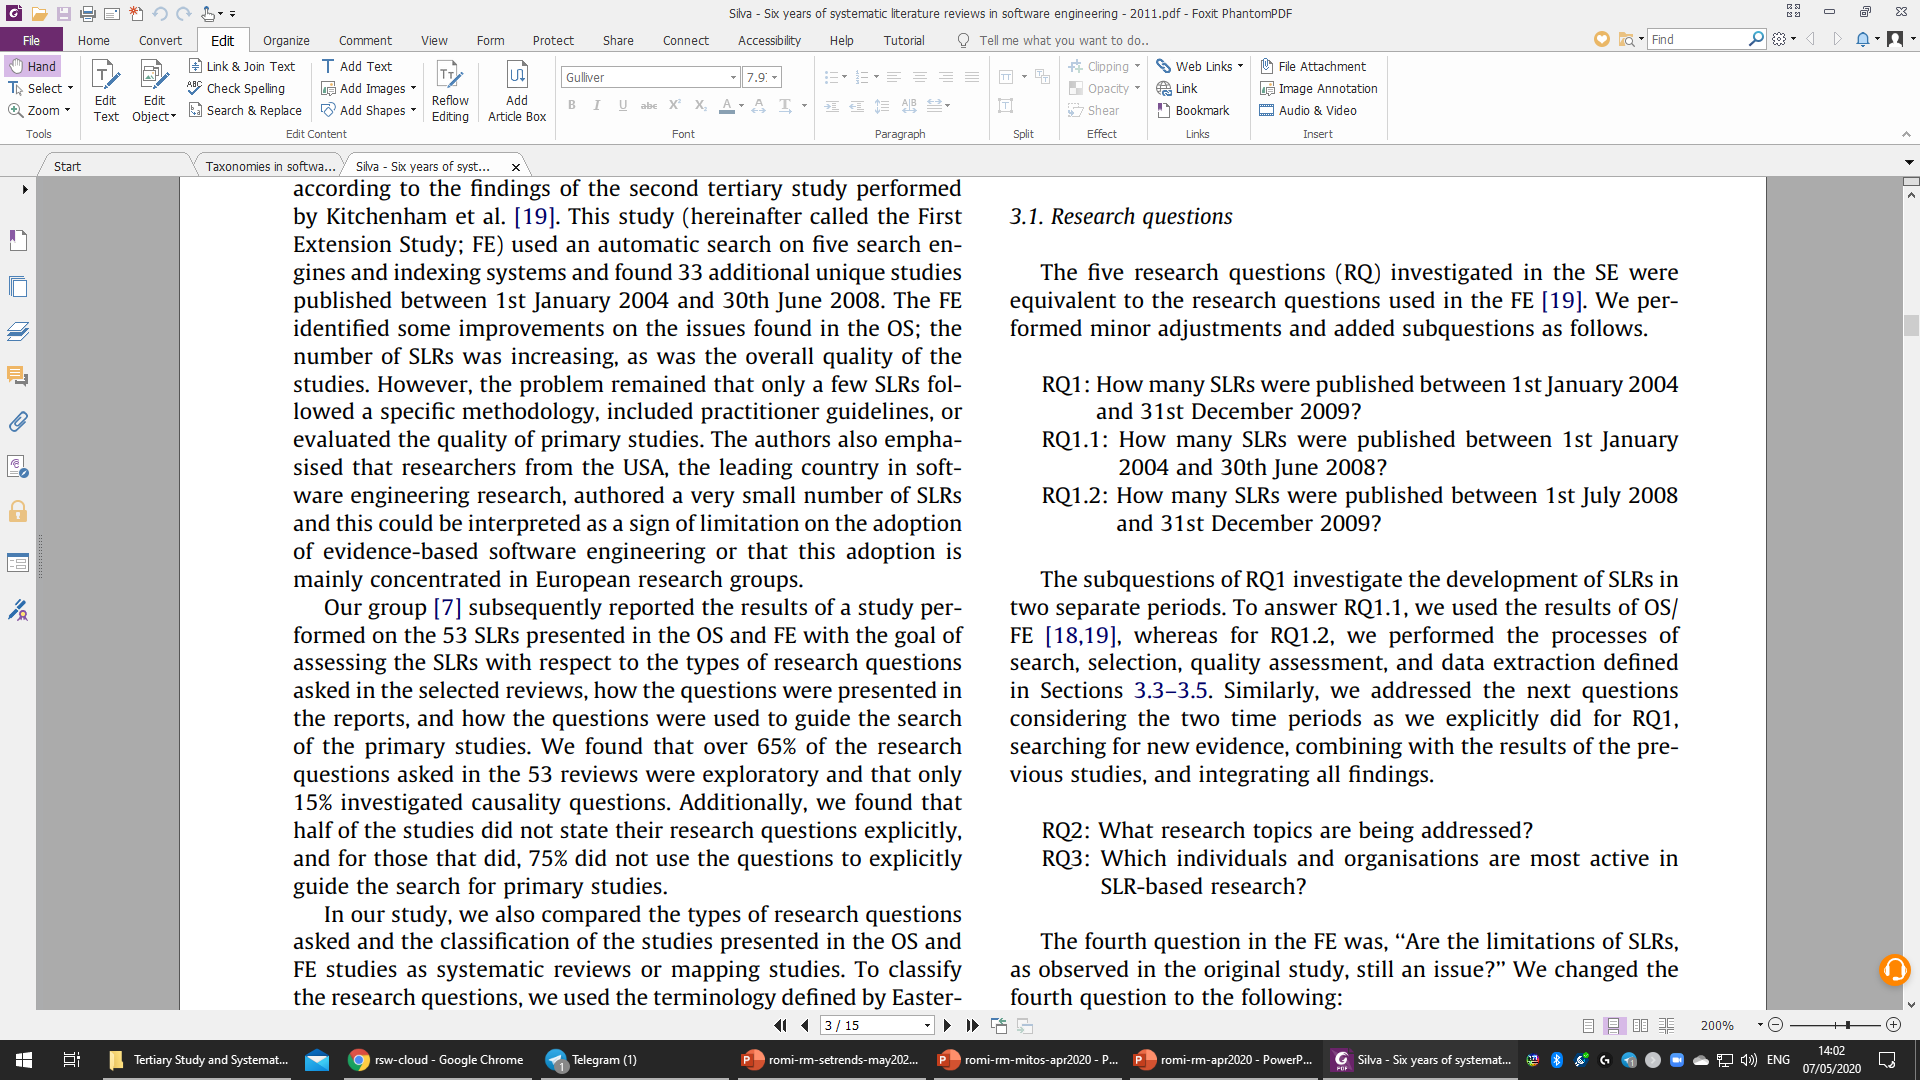 Silva - Six years of systematic literature reviews in software engineering - 2011.pdf - Foxit PhantomPDF
File Home Convert Edit Organize Comment View Form Protect Share Connect Accessibility Help Tutorial Tell me what you want to do.. Find
Hand
Select
Zoom
Tools
Edit Text
Edit Object
Link & Join Text
Check Spelling
Search & Replace
Add Text
Add Images
Add Shapes
Edit Content
Reflow Editing
Add Article Box
Gulliver 7.9
Font
Paragraph
Split
Clipping
Opacity
Shear
Effect
Web Links
Link
Bookmark
Links
File Attachment
Image Annotation
Audio & Video
Insert
Start Taxonomies in softwa... Silva - Six years of syst...
according to the findings of the second tertiary study performed
by Kitchenham et al. [19]. This study (hereinafter called the First
Extension Study; FE) used an automatic search on five search en-
gines and indexing systems and found 33 additional unique studies
published between 1st January 2004 and 30th June 2008. The FE
identified some improvements on the issues found in the OS; the
number of SLRs was increasing, as was the overall quality of the
studies. However, the problem remained that only a few SLRs fol-
lowed a specific methodology, included practitioner guidelines, or
evaluated the quality of primary studies. The authors also empha-
sised that researchers from the USA, the leading country in soft-
ware engineering research, authored a very small number of SLRs
and this could be interpreted as a sign of limitation on the adoption
of evidence-based software engineering or that this adoption is
mainly concentrated in European research groups.
Our group [7] subsequently reported the results of a study per-
formed on the 53 SLRs presented in the OS and FE with the goal of
assessing the SLRs with respect to the types of research questions
asked in the selected reviews, how the questions were presented in
the reports, and how the questions were used to guide the search
of the primary studies. We found that over 65% of the research
questions asked in the 53 reviews were exploratory and that only
15% investigated causality questions. Additionally, we found that
half of the studies did not state their research questions explicitly,
and for those that did, 75% did not use the questions to explicitly
guide the search for primary studies.
In our study, we also compared the types of research questions
asked and the classification of the studies presented in the OS and
FE studies as systematic reviews or mapping studies. To classify
the research questions, we used the terminology defined by Easter-
3.1. Research questions
The five research questions (RQ) investigated in the SE were
equivalent to the research questions used in the FE [19]. We per-
formed minor adjustments and added subquestions as follows.
RQ1: How many SLRs were published between 1st January 2004
and 31st December 2009?
RQ1.1: How many SLRs were published between 1st January
2004 and 30th June 2008?
RQ1.2: How many SLRs were published between 1st July 2008
and 31st December 2009?
The subquestions of RQ1 investigate the development of SLRs in
two separate periods. To answer RQ1.1, we used the results of OS/
FE [18,19], whereas for RQ1.2, we performed the processes of
search, selection, quality assessment, and data extraction defined
in Sections 3.3–3.5. Similarly, we addressed the next questions
considering the two time periods as we explicitly did for RQ1,
searching for new evidence, combining with the results of the pre-
vious studies, and integrating all findings.
RQ2: What research topics are being addressed?
RQ3: Which individuals and organisations are most active in
SLR-based research?
The fourth question in the FE was, ‘‘Are the limitations of SLRs,
as observed in the original study, still an issue?’’ We changed the
fourth question to the following:
3 / 15 200%
Tertiary Study and Systemat... rsw-cloud - Google Chrome Telegram (1) romi-rm-setrends-may202... romi-rm-mitos-apr2020 - P... romi-rm-apr2020 - PowerP... Silva - Six years of systemat... ENG 14:02
07/05/2020